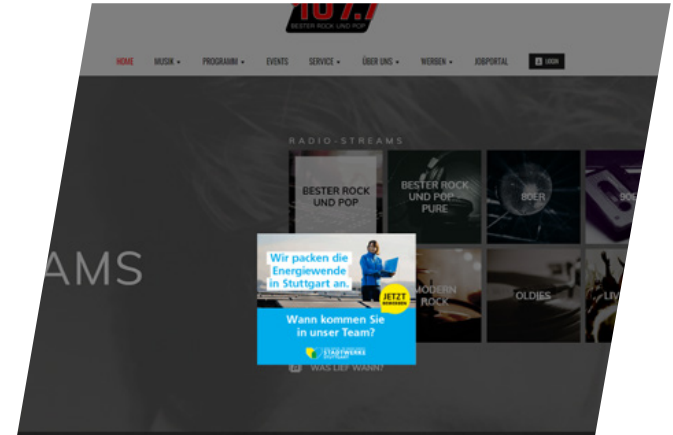 107.7
BESTER ROCK UND POP
HOME MUSIK PROGRAMM EVENTS SERVICE ÜBER UNS WERBEN JOBPORTAL LOGIN
RADIO-STREAMS
BESTER ROCK
UND POP
BESTER ROCK
UND POP -
PURE
80ER
90E
AMS
Wir packen die
Energiewende
in Stuttgart an.
JETZT
BEWERBEN
MODERN
ROCK
OLDIES
LIV
Wann kommen Sie
in unser Team?
STADTWERKE
STUTTGART
WAS LIEF WANN?